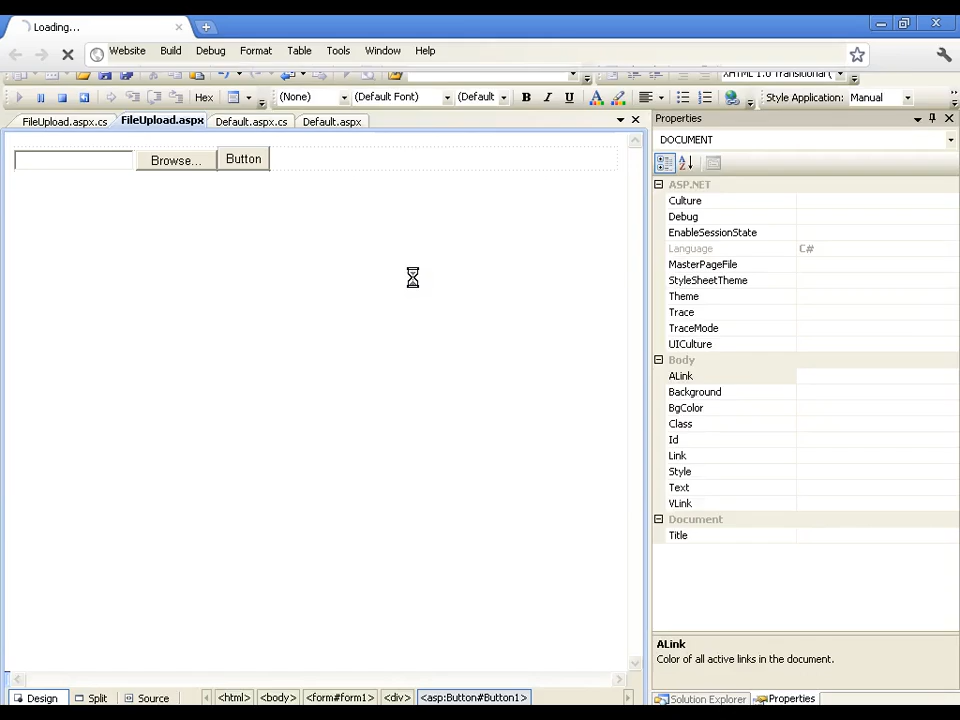 Loading...
Website Build Debug Format Table Tools Window Help
Hex (None) (Default Font) (Default B I U A Style Application: Manual
FileUpload.aspx.cs FileUpload.aspx Default.aspx.cs Default.aspx
Browse... Button
Properties
DOCUMENT
ASP.NET
Culture
Debug
EnableSessionState
Language C#
MasterPageFile
StyleSheetTheme
Theme
Trace
TraceMode
UICulture
Body
ALink
Background
BgColor
Class
Id
Link
Style
Text
VLink
Document
Title
ALink
Color of all active links in the document.
Design Split Source <html> <body> <form#form1> <div> <asp:Button#Button1>
Solution Explorer Properties